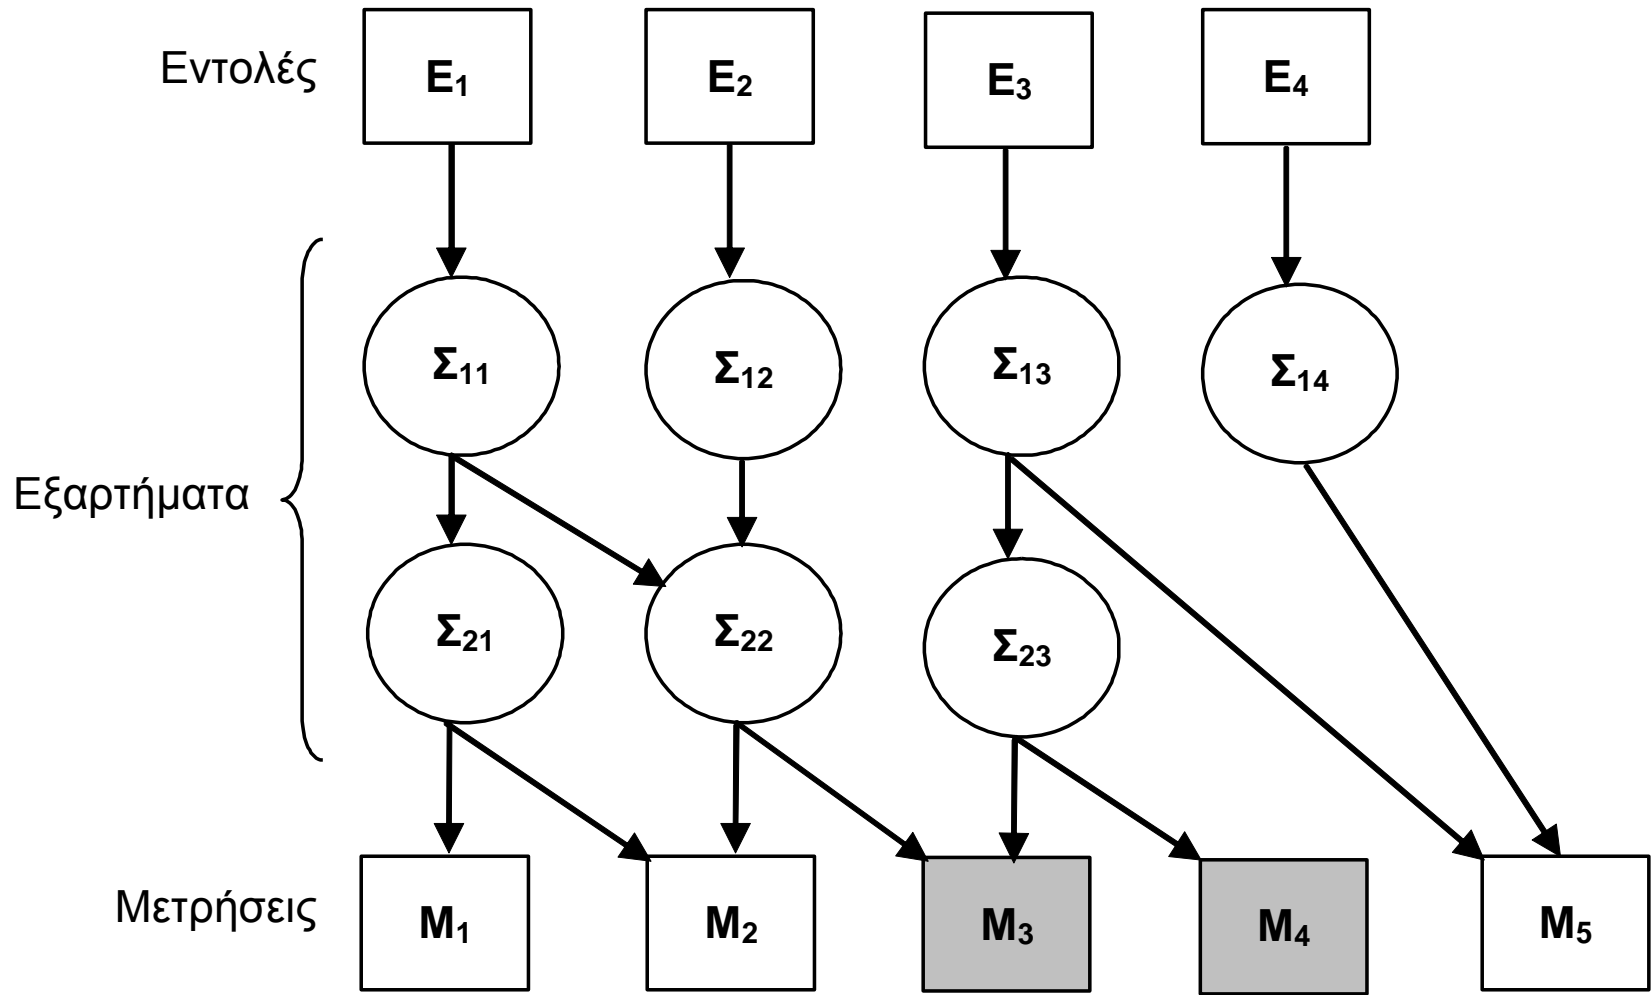 Εντολές
E₁ E₂ E₃ E₄
Σ₁₁ Σ₁₂ Σ₁₃ Σ₁₄
Εξαρτήματα
Σ₂₁ Σ₂₂ Σ₂₃
Μετρήσεις
M₁ M₂ M₃ M₄ M₅